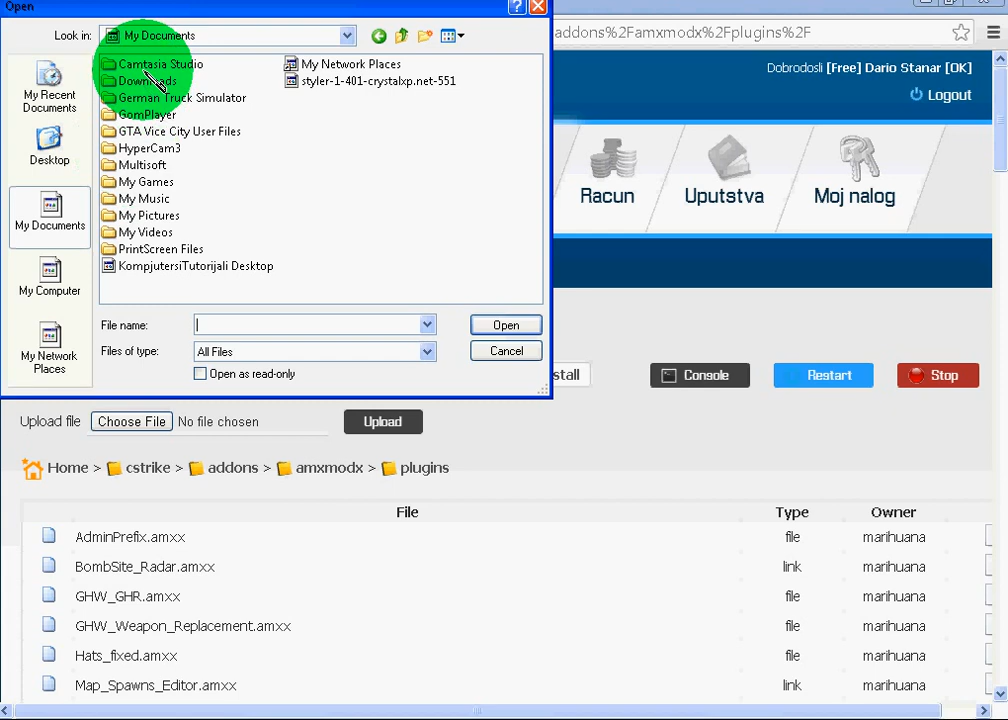 Open
Look in:
My Documents
addons%2Famxmodx%2Fplugins%2F
Dobrodosli [Free] Dario Stanar [OK]
Logout
My Recent
Documents
Desktop
My Documents
My Computer
My Network
Places
Camtasia Studio
Downloads
German Truck Simulator
GomPlayer
GTA Vice City User Files
HyperCam3
Multisoft
My Games
My Music
My Pictures
My Videos
PrintScreen Files
KompjutersiTutorijali Desktop
My Network Places
styler-1-401-crystalxp.net-551
File name:
Open
Files of type:
All Files
Cancel
Open as read-only
Racun
Uputstva
Moj nalog
stall
Console
Restart
Stop
Upload file
Choose File
No file chosen
Upload
Home > cstrike > addons > amxmodx > plugins
File Type Owner
AdminPrefix.amxx file marihuana
BombSite_Radar.amxx link marihuana
GHW_GHR.amxx file marihuana
GHW_Weapon_Replacement.amxx file marihuana
Hats_fixed.amxx file marihuana
Map_Spawns_Editor.amxx link marihuana